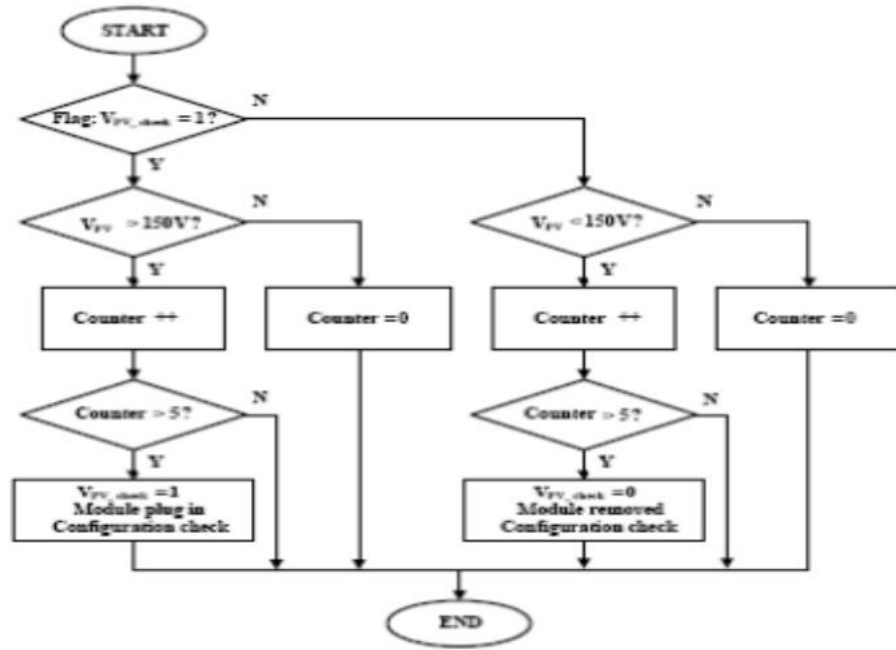 START
Flag: V_PV_check = 1?
N
Y
V_PV > 150V?
N
Y
V_PV < 150V?
N
Y
Counter ++
Counter = 0
Counter ++
Counter = 0
Counter > 5?
N
Y
Counter > 5?
N
Y
V_PV_check = 1
Module plug in
Configuration check
V_PV_check = 0
Module removed
Configuration check
END